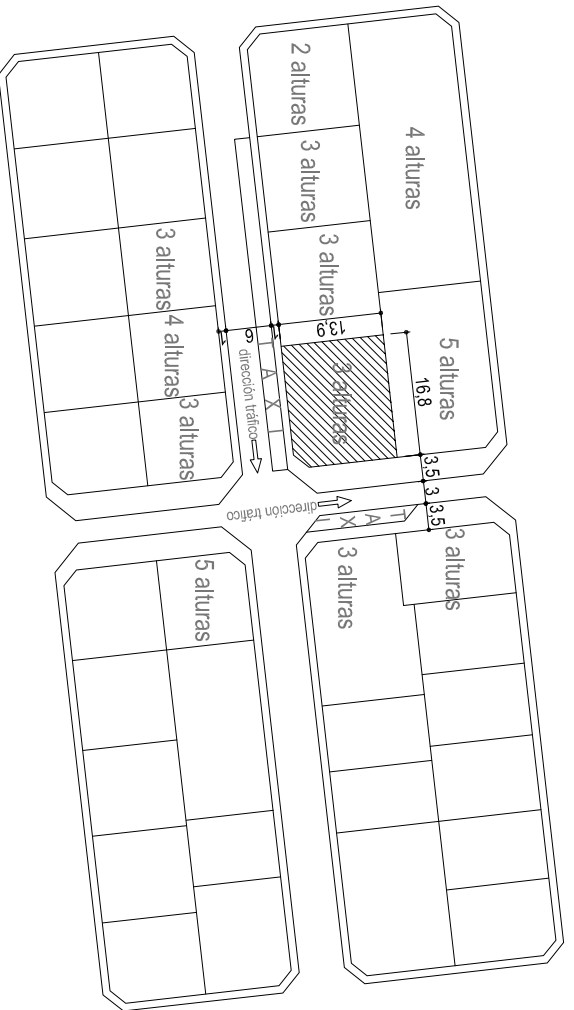 2 alturas
4 alturas
3 alturas
3 alturas
3 alturas
4 alturas
3 alturas
1
6
1
13,9
dirección tráfico
TAXI
3 alturas
5 alturas
16,8
3,5
3
3,5
dirección tráfico
TAXI
3 alturas
3 alturas
5 alturas